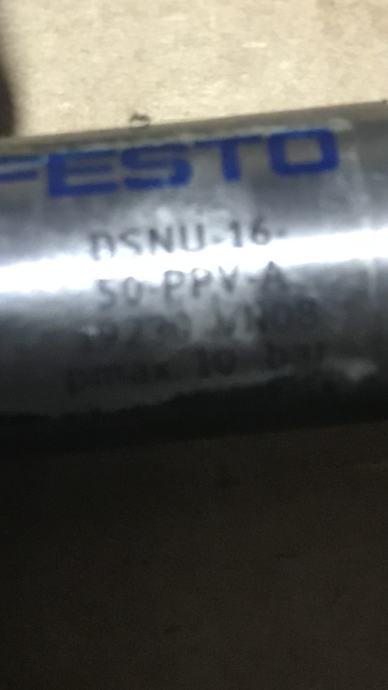 FESTO
DSNU-16-
50-PPV-A
pmax 10 bar